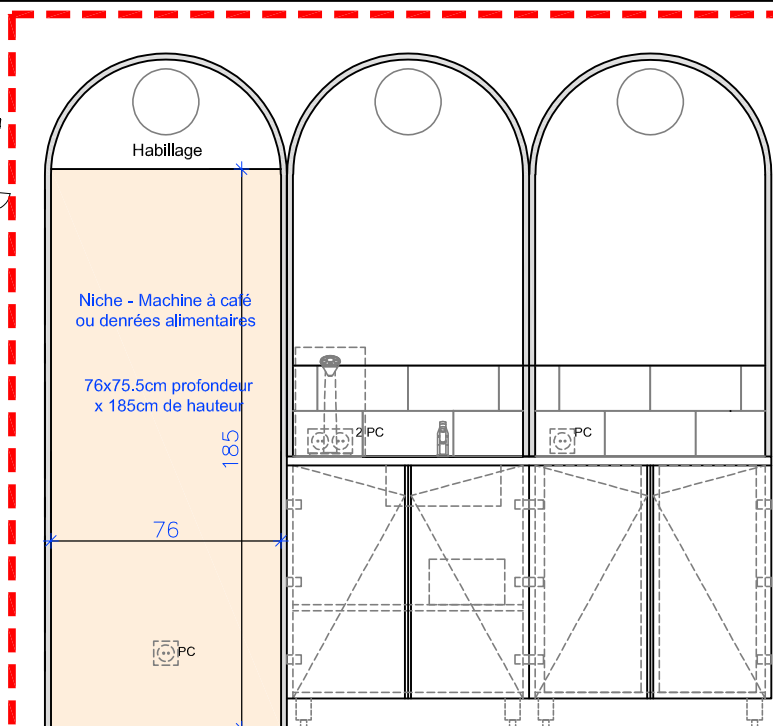 Habillage
Niche - Machine à café
ou denrées alimentaires
76x75.5cm profondeur
x 185cm de hauteur
185
2 PC
PC
76
PC